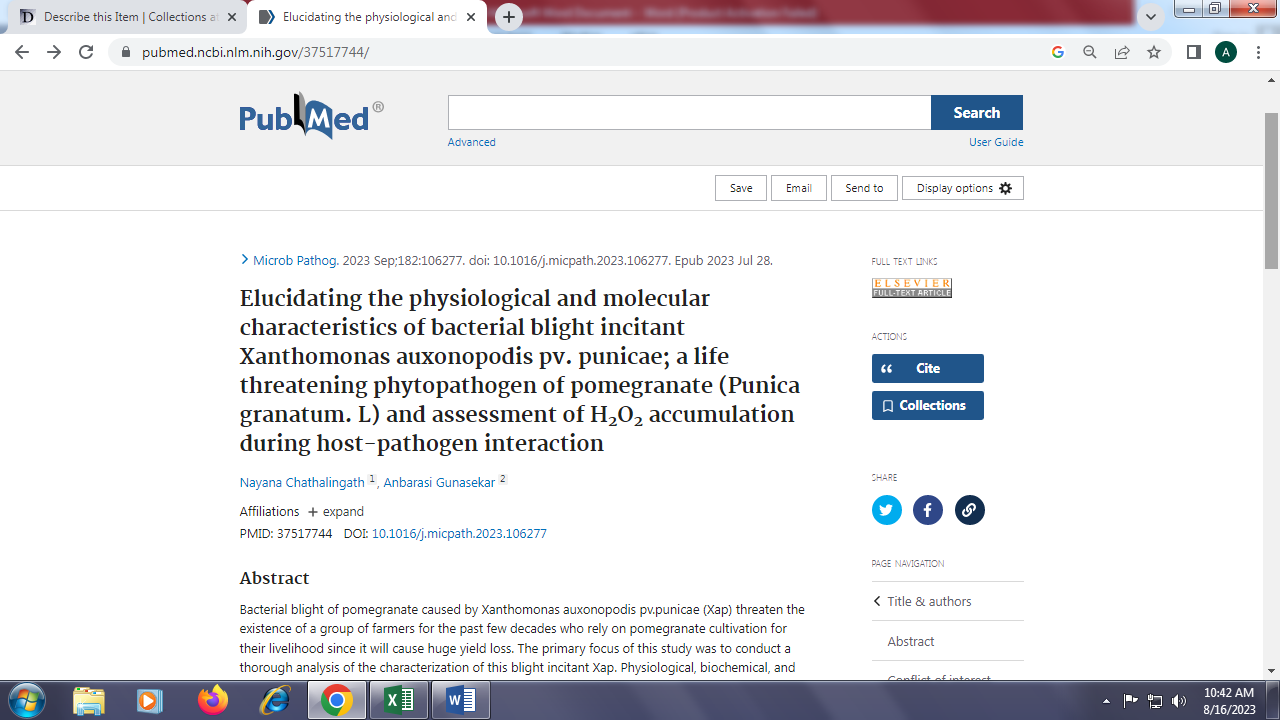 Describe this Item | Collections at
Elucidating the physiological and
pubmed.ncbi.nlm.nih.gov/37517744/
A
PubMed®
Search
Advanced
User Guide
Save
Email
Send to
Display options
Microb Pathog. 2023 Sep;182:106277. doi: 10.1016/j.micpath.2023.106277. Epub 2023 Jul 28.
Elucidating the physiological and molecular
characteristics of bacterial blight incitant
Xanthomonas auxonopodis pv. punicae; a life
threatening phytopathogen of pomegranate (Punica
granatum. L) and assessment of H₂O₂ accumulation
during host-pathogen interaction
Nayana Chathalingath 1, Anbarasi Gunasekar 2
Affiliations + expand
PMID: 37517744 DOI: 10.1016/j.micpath.2023.106277
Abstract
Bacterial blight of pomegranate caused by Xanthomonas auxonopodis pv.punicae (Xap) threaten the
existence of a group of farmers for the past few decades who rely on pomegranate cultivation for
their livelihood since it will cause huge yield loss. The primary focus of this study was to conduct a
thorough analysis of the characterization of this blight incitant Xap. Physiological, biochemical, and
FULL TEXT LINKS
ELSEVIER
FULL-TEXT ARTICLE
ACTIONS
Cite
Collections
SHARE
PAGE NAVIGATION
Title & authors
Abstract
Conflict of interest
10:42 AM
8/16/2023